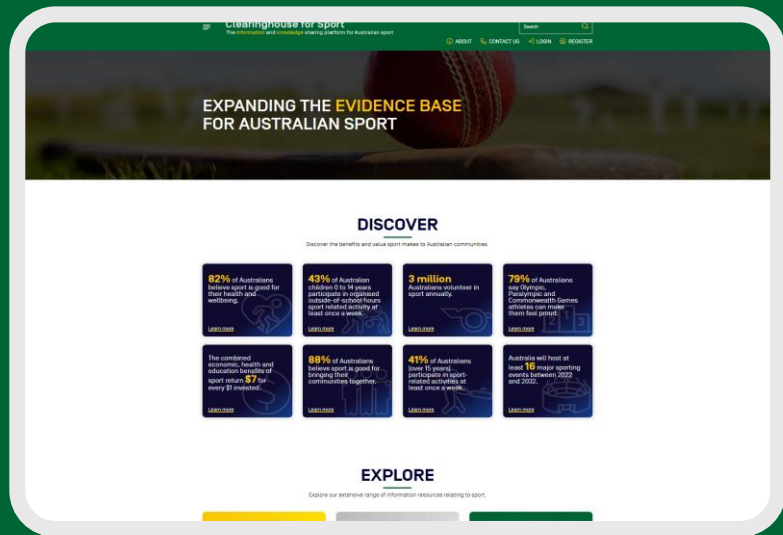 Clearinghouse for Sport
The information and knowledge sharing platform for Australian sport
Search
ABOUT
CONTACT US
LOGIN
REGISTER
EXPANDING THE EVIDENCE BASE
FOR AUSTRALIAN SPORT
DISCOVER
Discover the benefits and value sport makes to Australian communities.
82% of Australians
believe sport is good for
their health and
wellbeing.
Learn more
43% of Australian
children 0 to 14 years
participate in organised
outside-of-school hours
sport related activity at
least once a week.
Learn more
3 million
Australians volunteer in
sport annually.
Learn more
79% of Australians
say Olympic,
Paralympic and
Commonwealth Games
athletes can make
them feel proud.
Learn more
The combined
economic, health and
education benefits of
sport return $7 for
every $1 invested.
Learn more
88% of Australians
believe sport is good for
bringing their
communities together.
Learn more
41% of Australians
(over 15 years)
participate in sport-
related activities at
least once a week.
Learn more
Australia will host at
least 16 major sporting
events between 2022
and 2032.
Learn more
EXPLORE
Explore our extensive range of information resources relating to sport.